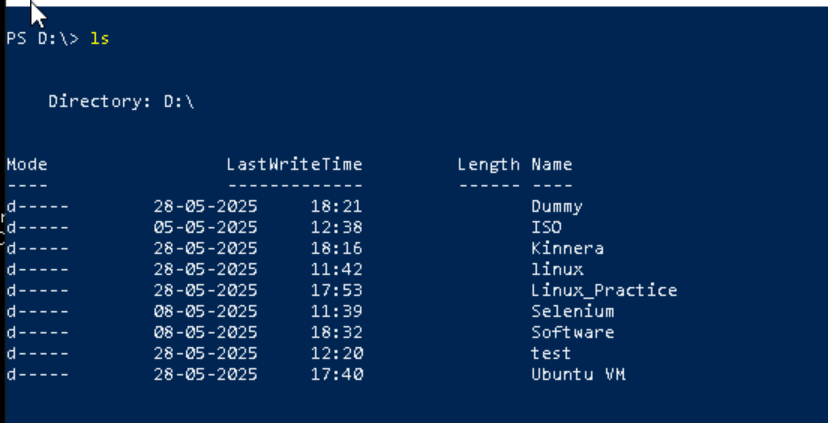 PS D:\> ls
Directory: D:\
Mode LastWriteTime Length Name
---- ------------- ------ ----
d----- 28-05-2025 18:21 Dummy
d----- 05-05-2025 12:38 ISO
d----- 28-05-2025 18:16 Kinnera
d----- 28-05-2025 11:42 linux
d----- 28-05-2025 17:53 Linux_Practice
d----- 08-05-2025 11:39 Selenium
d----- 08-05-2025 18:32 Software
d----- 28-05-2025 12:20 test
d----- 28-05-2025 17:40 Ubuntu VM